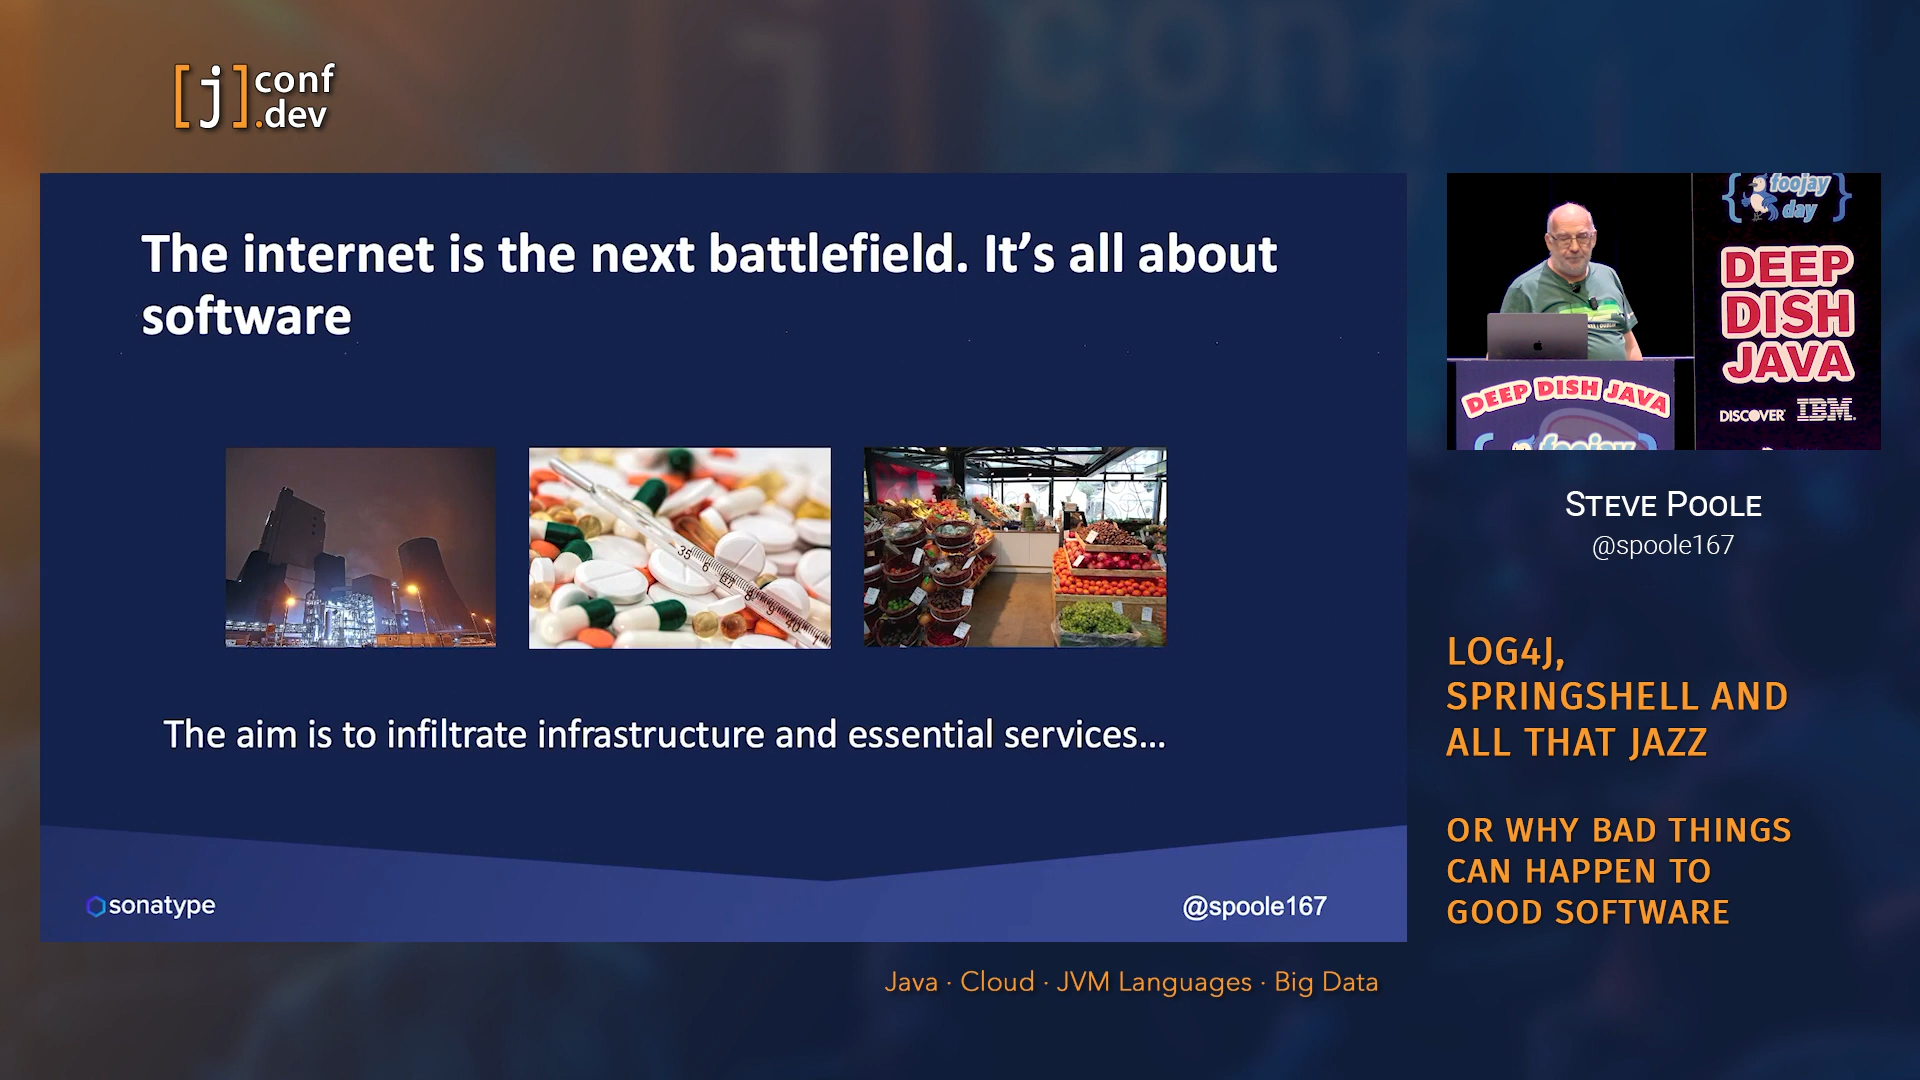 [j] conf
.dev
The internet is the next battlefield. It's all about
software
The aim is to infiltrate infrastructure and essential services...
sonatype
@spoole167
{ foojay
day }
DEEP
DISH
JAVA
DISCOVER IBM.
DEEP DISH JAVA
{ foojay
STEVE POOLE
@spoole167
LOG4J,
SPRINGSHELL AND
ALL THAT JAZZ
OR WHY BAD THINGS
CAN HAPPEN TO
GOOD SOFTWARE
Java · Cloud · JVM Languages · Big Data